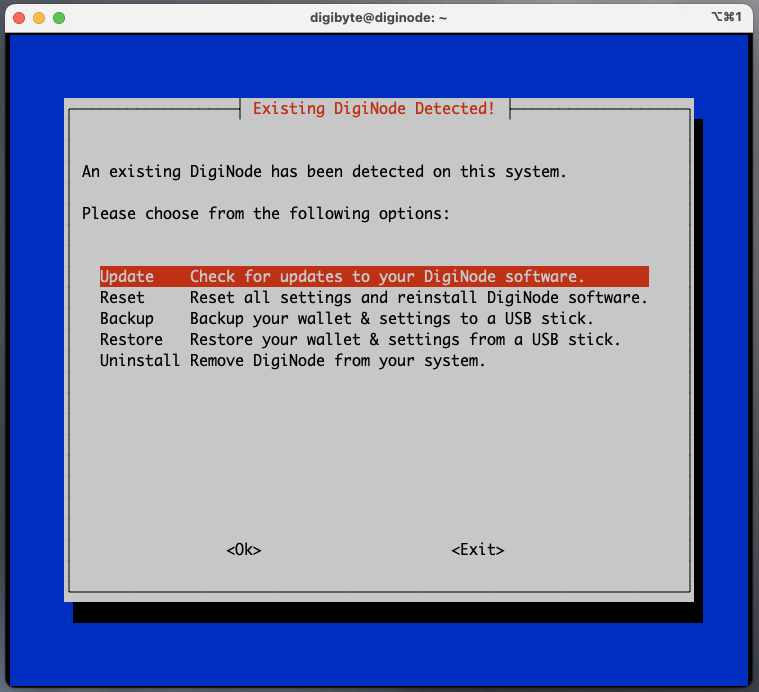 digibyte@diginode: ~
⌥⌘1
Existing DigiNode Detected!
An existing DigiNode has been detected on this system.
Please choose from the following options:
Update Check for updates to your DigiNode software.
Reset Reset all settings and reinstall DigiNode software.
Backup Backup your wallet & settings to a USB stick.
Restore Restore your wallet & settings from a USB stick.
Uninstall Remove DigiNode from your system.
<Ok> <Exit>